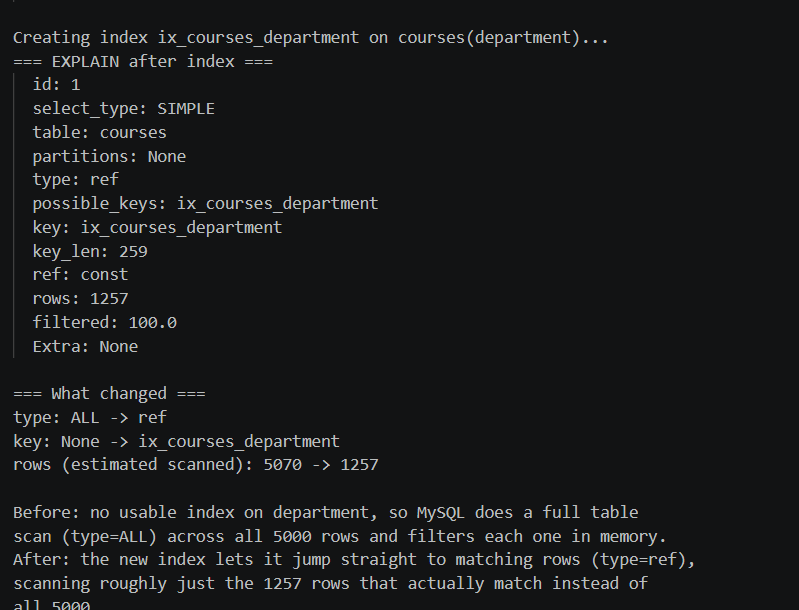 Creating index ix_courses_department on courses(department)...
=== EXPLAIN after index ===
id: 1
select_type: SIMPLE
table: courses
partitions: None
type: ref
possible_keys: ix_courses_department
key: ix_courses_department
key_len: 259
ref: const
rows: 1257
filtered: 100.0
Extra: None
=== What changed ===
type: ALL -> ref
key: None -> ix_courses_department
rows (estimated scanned): 5070 -> 1257
Before: no usable index on department, so MySQL does a full table
scan (type=ALL) across all 5000 rows and filters each one in memory.
After: the new index lets it jump straight to matching rows (type=ref),
scanning roughly just the 1257 rows that actually match instead of
all 5000